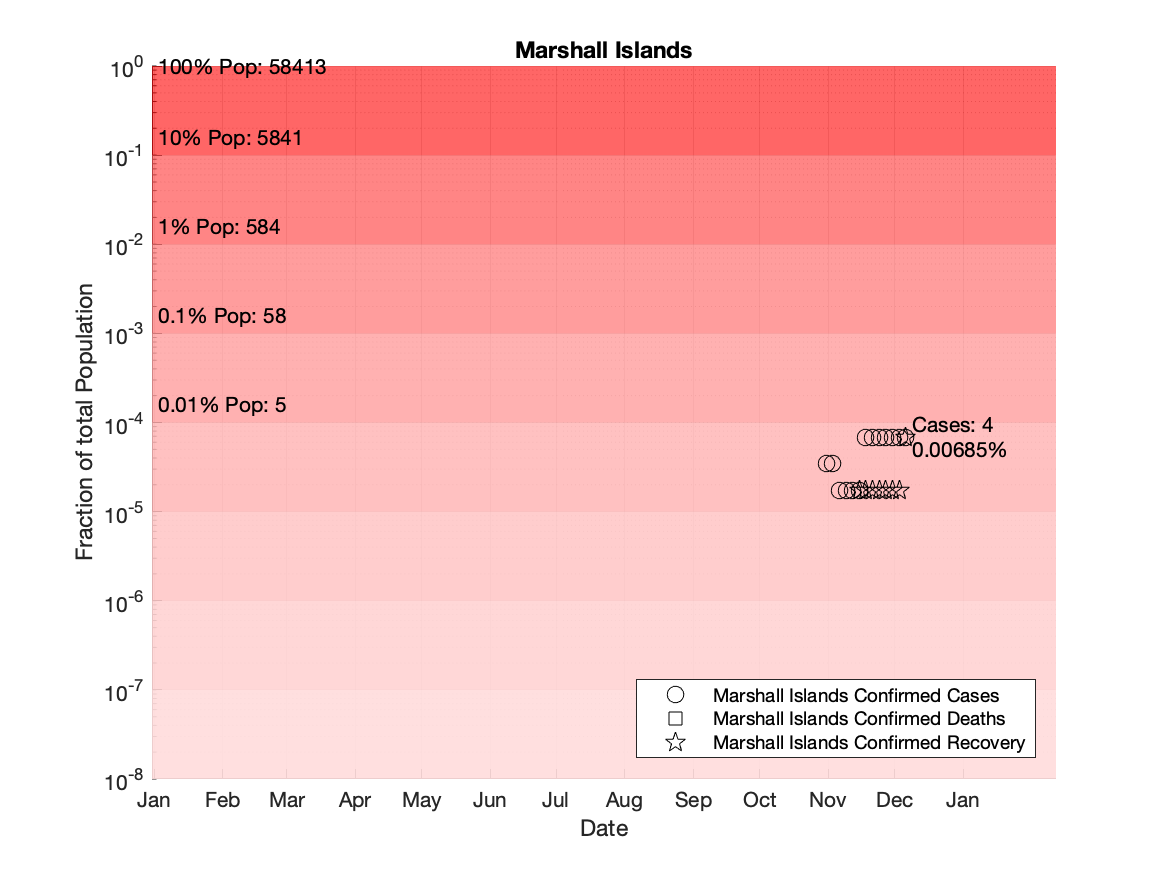 Marshall Islands
10^0
100% Pop: 58413
10% Pop: 5841
10^-1
1% Pop: 584
10^-2
0.1% Pop: 58
10^-3
0.01% Pop: 5
10^-4
Cases: 4
0.00685%
10^-5
10^-6
10^-7
10^-8
Fraction of total Population
Marshall Islands Confirmed Cases
Marshall Islands Confirmed Deaths
Marshall Islands Confirmed Recovery
Jan Feb Mar Apr May Jun Jul Aug Sep Oct Nov Dec Jan
Date